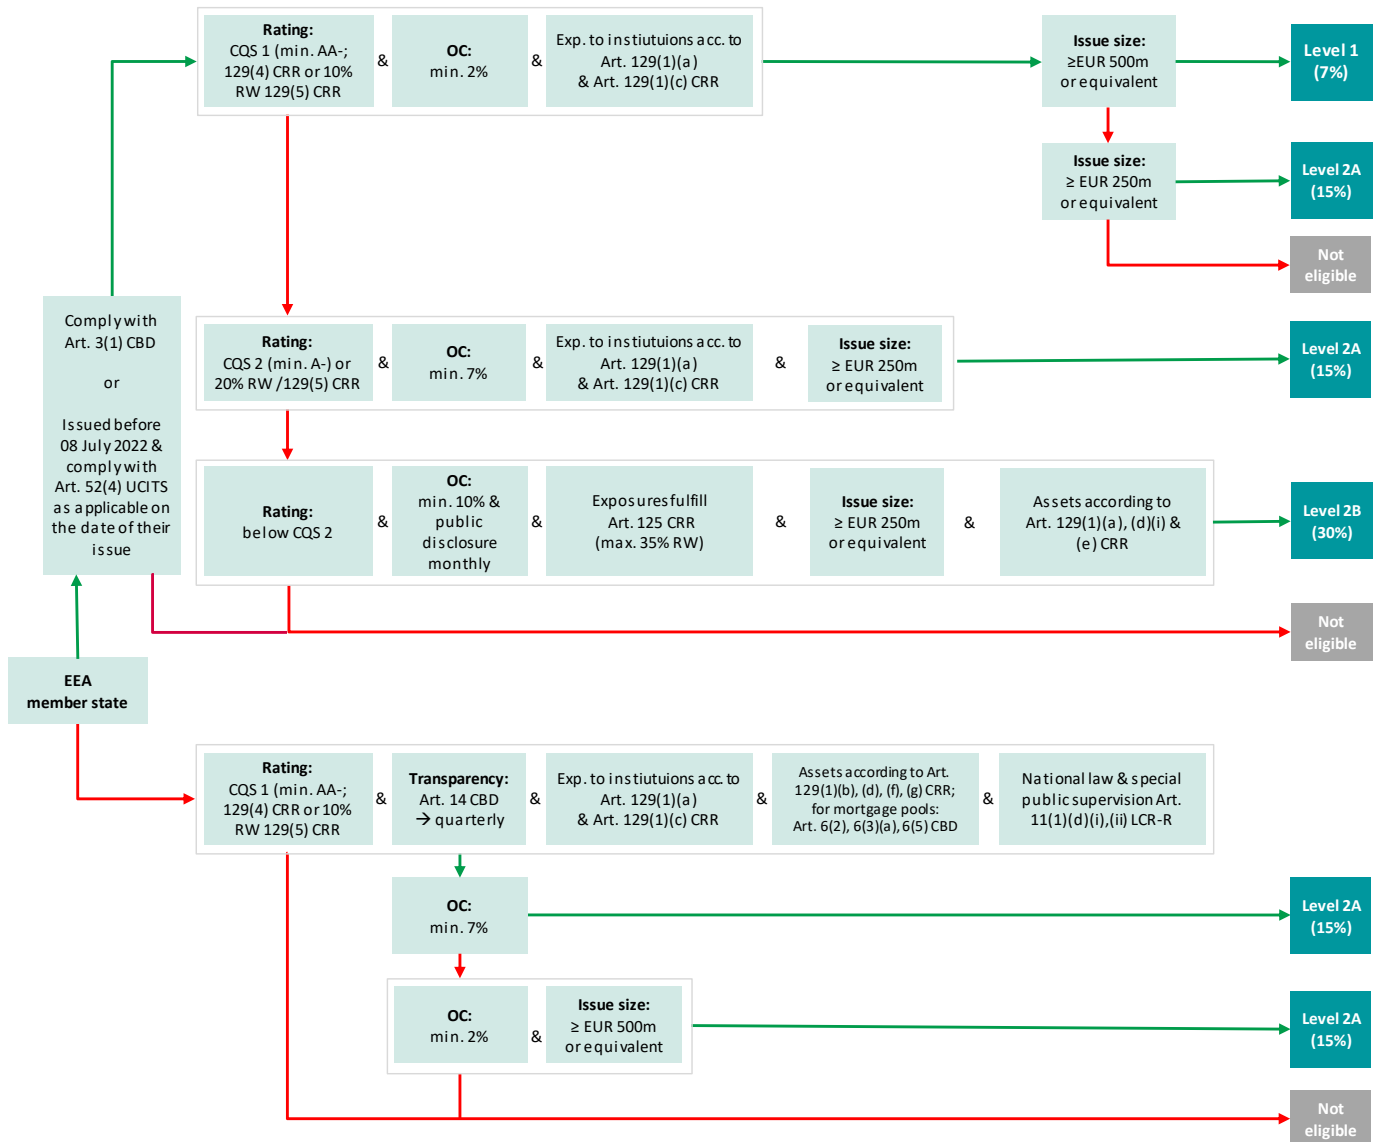 Rating:
CQS 1 (min. AA-;
129(4) CRR or 10%
RW 129(5) CRR
&
OC:
min. 2%
&
Exp. to instiutuions acc. to
Art. 129(1)(a)
& Art. 129(1)(c) CRR
Issue size:
≥EUR 500m
or equivalent
Level 1
(7%)
Issue size:
≥ EUR 250m
or equivalent
Level 2A
(15%)
Not
eligible
Comply with
Art. 3(1) CBD
or
Issued before
08 July 2022 &
comply with
Art. 52(4) UCITS
as applicable on
the date of their
issue
Rating:
CQS 2 (min. A-) or
20% RW /129(5) CRR
&
OC:
min. 7%
&
Exp. to instiutuions acc. to
Art. 129(1)(a)
& Art. 129(1)(c) CRR
&
Issue size:
≥ EUR 250m
or equivalent
Level 2A
(15%)
Rating:
below CQS 2
&
OC:
min. 10% &
public
disclosure
monthly
&
Exposures fulfill
Art. 125 CRR
(max. 35% RW)
&
Issue size:
≥ EUR 250m
or equivalent
&
Assets according to
Art. 129(1)(a), (d)(i) &
(e) CRR
Level 2B
(30%)
Not
eligible
EEA
member state
Rating:
CQS 1 (min. AA-;
129(4) CRR or 10%
RW 129(5) CRR
&
Transparency:
Art. 14 CBD
→ quarterly
&
Exp. to instiutuions acc. to
Art. 129(1)(a)
& Art. 129(1)(c) CRR
&
Assets according to Art.
129(1)(b), (d), (f), (g) CRR;
for mortgage pools:
Art. 6(2), 6(3)(a), 6(5) CBD
&
National law & special
public supervision Art.
11(1)(d)(i),(ii) LCR-R
OC:
min. 7%
Level 2A
(15%)
OC:
min. 2%
&
Issue size:
≥ EUR 500m
or equivalent
Level 2A
(15%)
Not
eligible